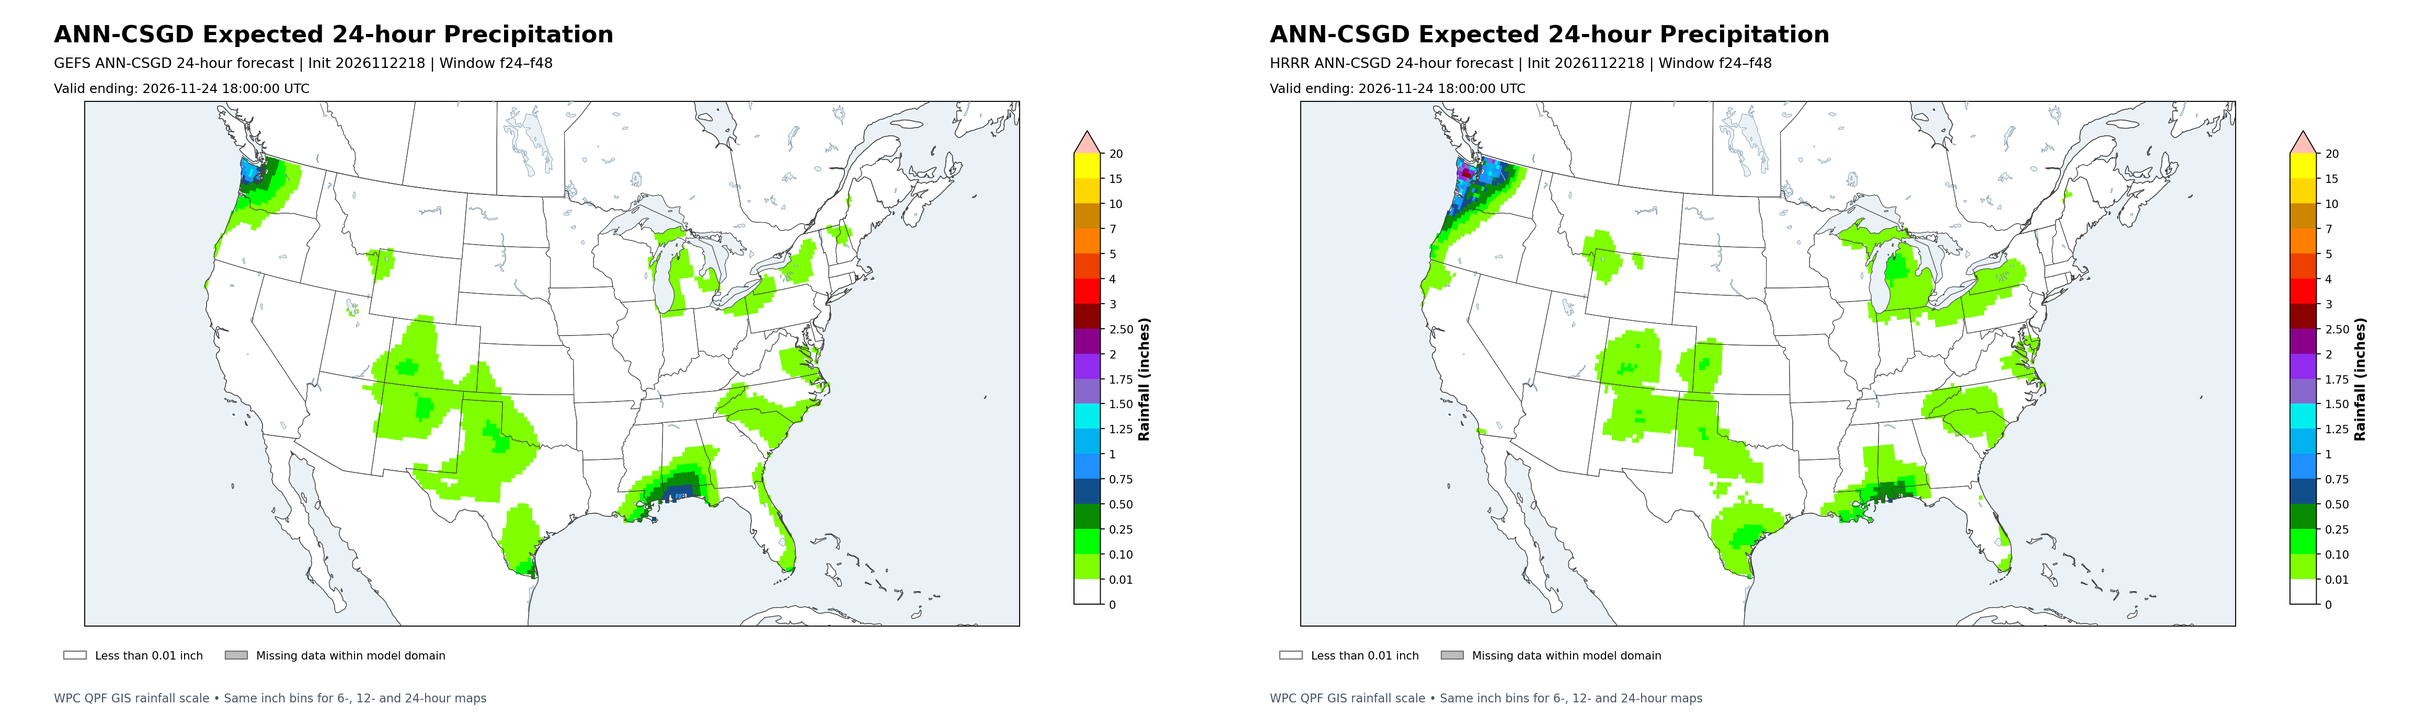 ANN-CSGD Expected 24-hour Precipitation
GEFS ANN-CSGD 24-hour forecast | Init 2026112218 | Window f24–f48
Valid ending: 2026-11-24 18:00:00 UTC
20
15
10
7
5
4
3
2.50
2
1.75
1.50
1.25
1
0.75
0.50
0.25
0.10
0.01
0
Rainfall (inches)
Less than 0.01 inch
Missing data within model domain
WPC QPF GIS rainfall scale • Same inch bins for 6-, 12- and 24-hour maps
ANN-CSGD Expected 24-hour Precipitation
HRRR ANN-CSGD 24-hour forecast | Init 2026112218 | Window f24–f48
Valid ending: 2026-11-24 18:00:00 UTC
20
15
10
7
5
4
3
2.50
2
1.75
1.50
1.25
1
0.75
0.50
0.25
0.10
0.01
0
Rainfall (inches)
Less than 0.01 inch
Missing data within model domain
WPC QPF GIS rainfall scale • Same inch bins for 6-, 12- and 24-hour maps